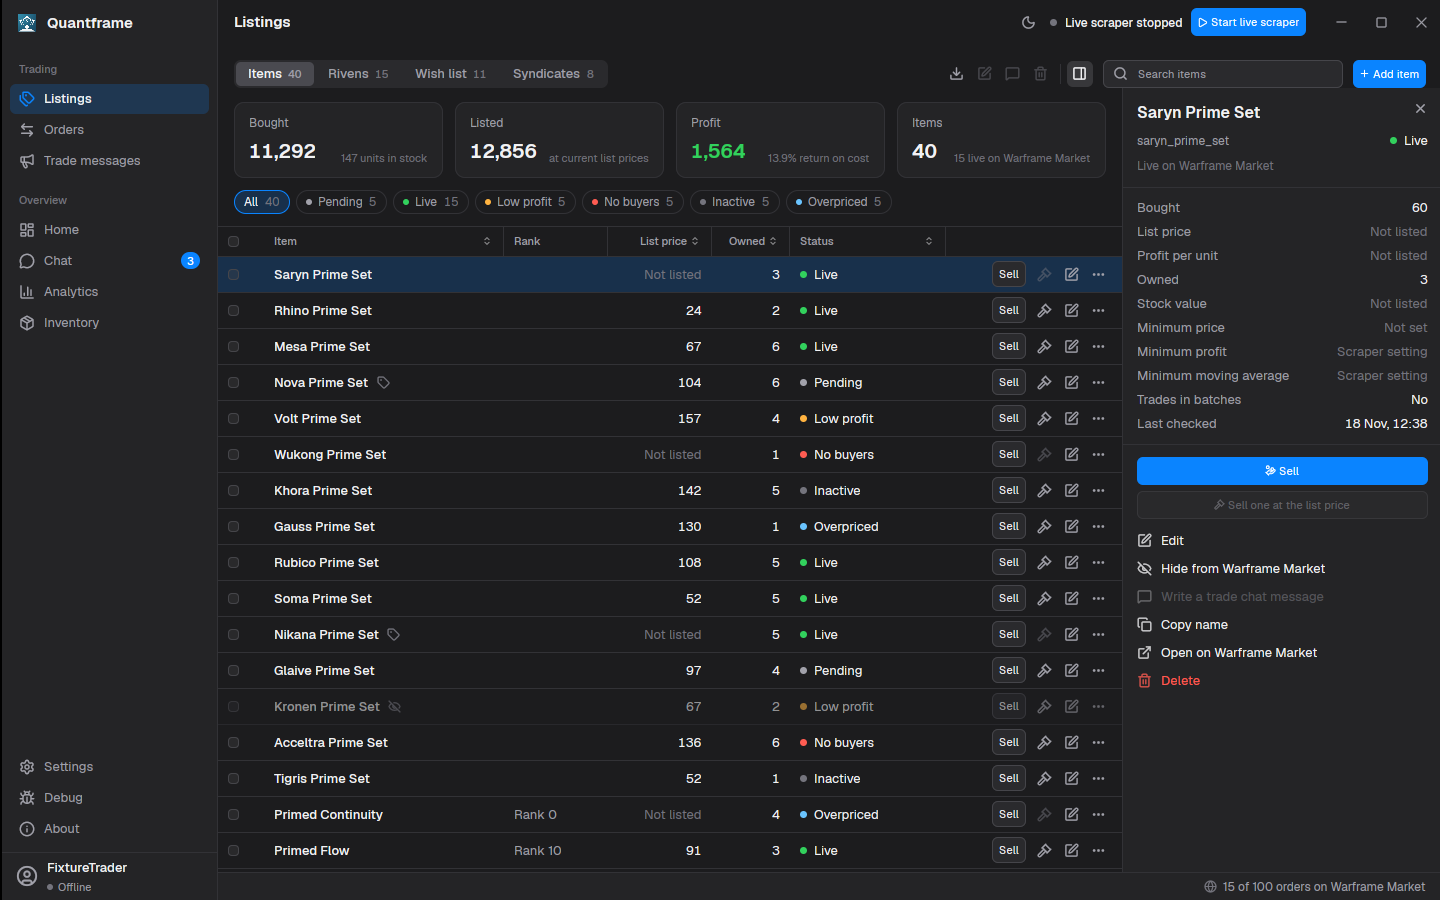 Quantframe
Listings
Live scraper stopped
Start live scraper
Trading
Listings
Orders
Trade messages
Overview
Home
Chat 3
Analytics
Inventory
Settings
Debug
About
FixtureTrader
Offline
Items 40 Rivens 15 Wish list 11 Syndicates 8
Search items
+ Add item
Bought
11,292 147 units in stock
Listed
12,856 at current list prices
Profit
1,564 13.9% return on cost
Items
40 15 live on Warframe Market
All 40 Pending 5 Live 15 Low profit 5 No buyers 5 Inactive 5 Overpriced 5
Item Rank List price Owned Status
Saryn Prime Set Not listed 3 Live Sell
Rhino Prime Set 24 2 Live Sell
Mesa Prime Set 67 6 Live Sell
Nova Prime Set 104 6 Pending Sell
Volt Prime Set 157 4 Low profit Sell
Wukong Prime Set Not listed 1 No buyers Sell
Khora Prime Set 142 5 Inactive Sell
Gauss Prime Set 130 1 Overpriced Sell
Rubico Prime Set 108 5 Live Sell
Soma Prime Set 52 5 Live Sell
Nikana Prime Set Not listed 5 Live Sell
Glaive Prime Set 97 4 Pending Sell
Kronen Prime Set 67 2 Low profit Sell
Acceltra Prime Set 136 6 No buyers Sell
Tigris Prime Set 52 1 Inactive Sell
Primed Continuity Rank 0 Not listed 4 Overpriced Sell
Primed Flow Rank 10 91 3 Live Sell
Saryn Prime Set
saryn_prime_set Live
Live on Warframe Market
Bought 60
List price Not listed
Profit per unit Not listed
Owned 3
Stock value Not listed
Minimum price Not set
Minimum profit Scraper setting
Minimum moving average Scraper setting
Trades in batches No
Last checked 18 Nov, 12:38
Sell
Sell one at the list price
Edit
Hide from Warframe Market
Write a trade chat message
Copy name
Open on Warframe Market
Delete
15 of 100 orders on Warframe Market